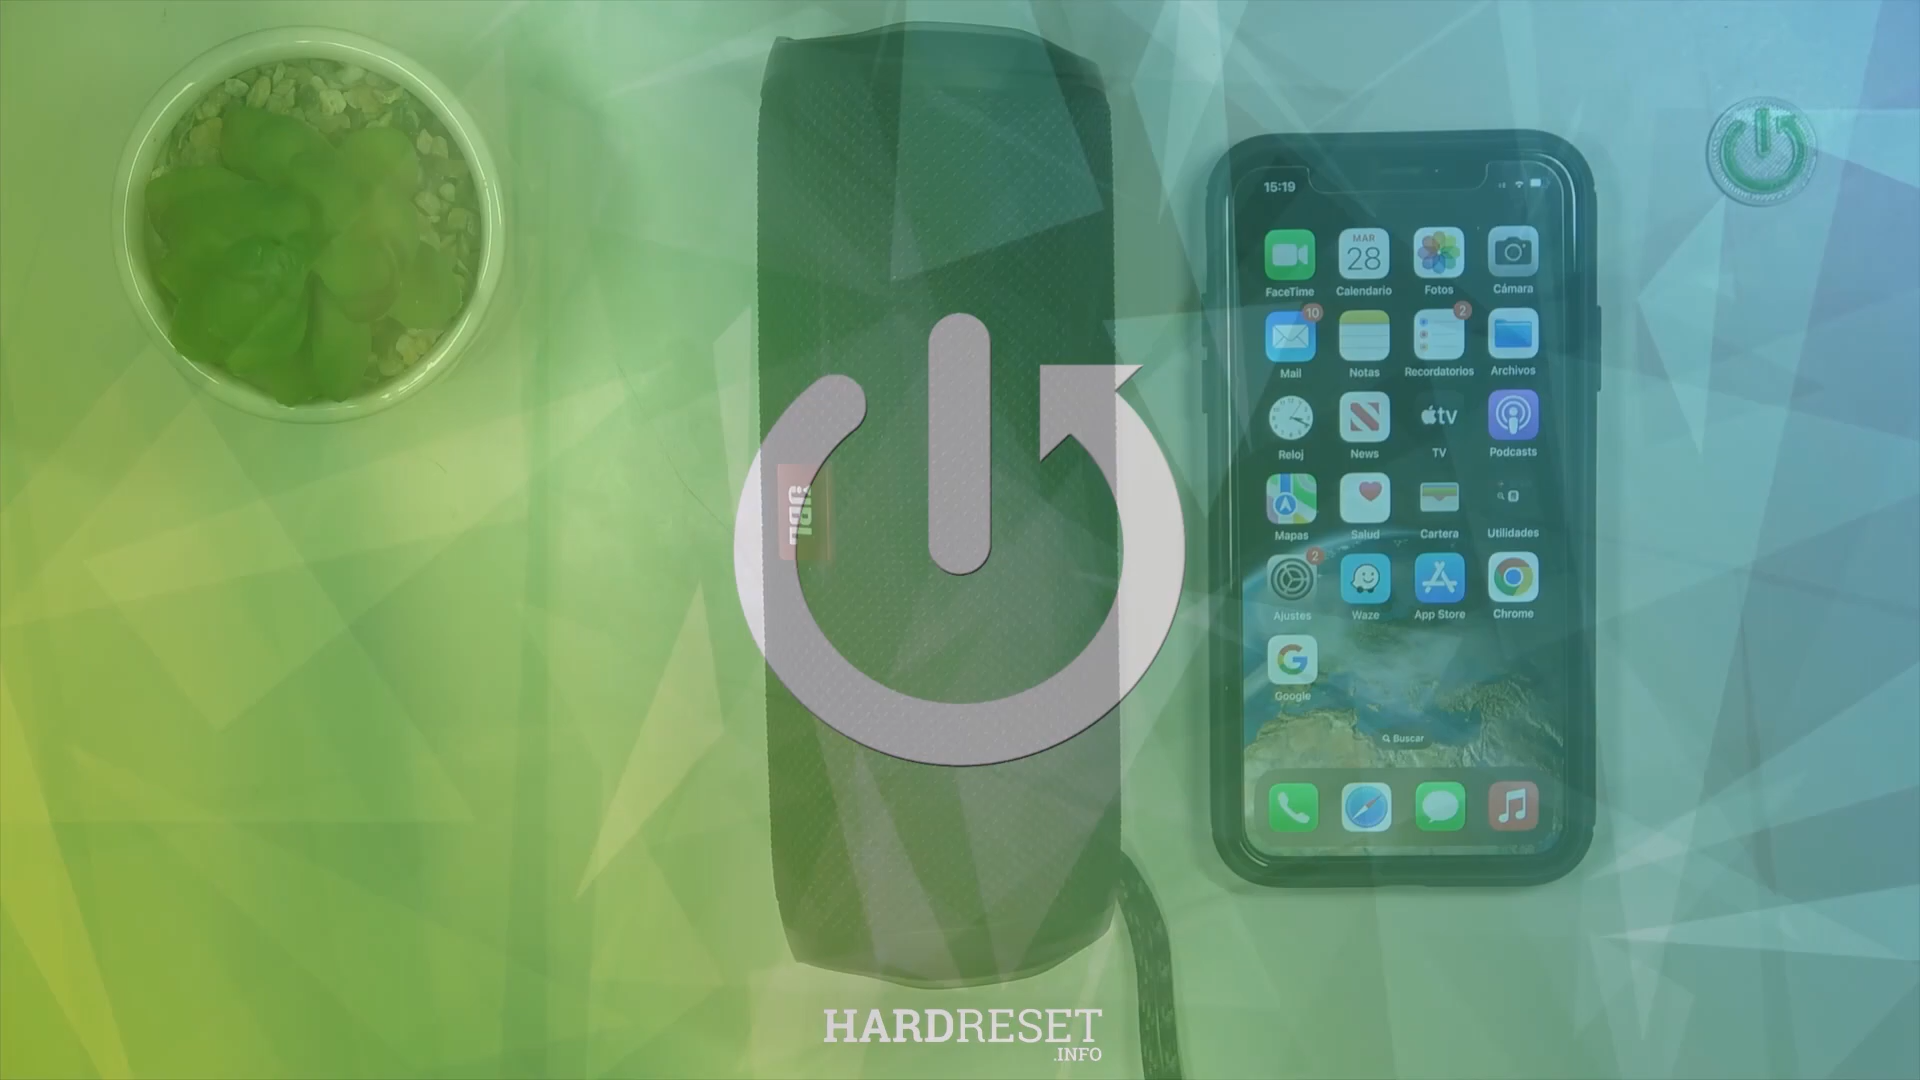 15:19
MAR
28
FaceTime
Calendario
Fotos
Cámara
10
2
Mail
Notas
Recordatorios
Archivos
tv
Reloj
News
TV
Podcasts
Mapas
Salud
Cartera
Utilidades
2
Ajustes
Waze
App Store
Chrome
G
Google
Buscar
JBL
HARDRESET
.INFO